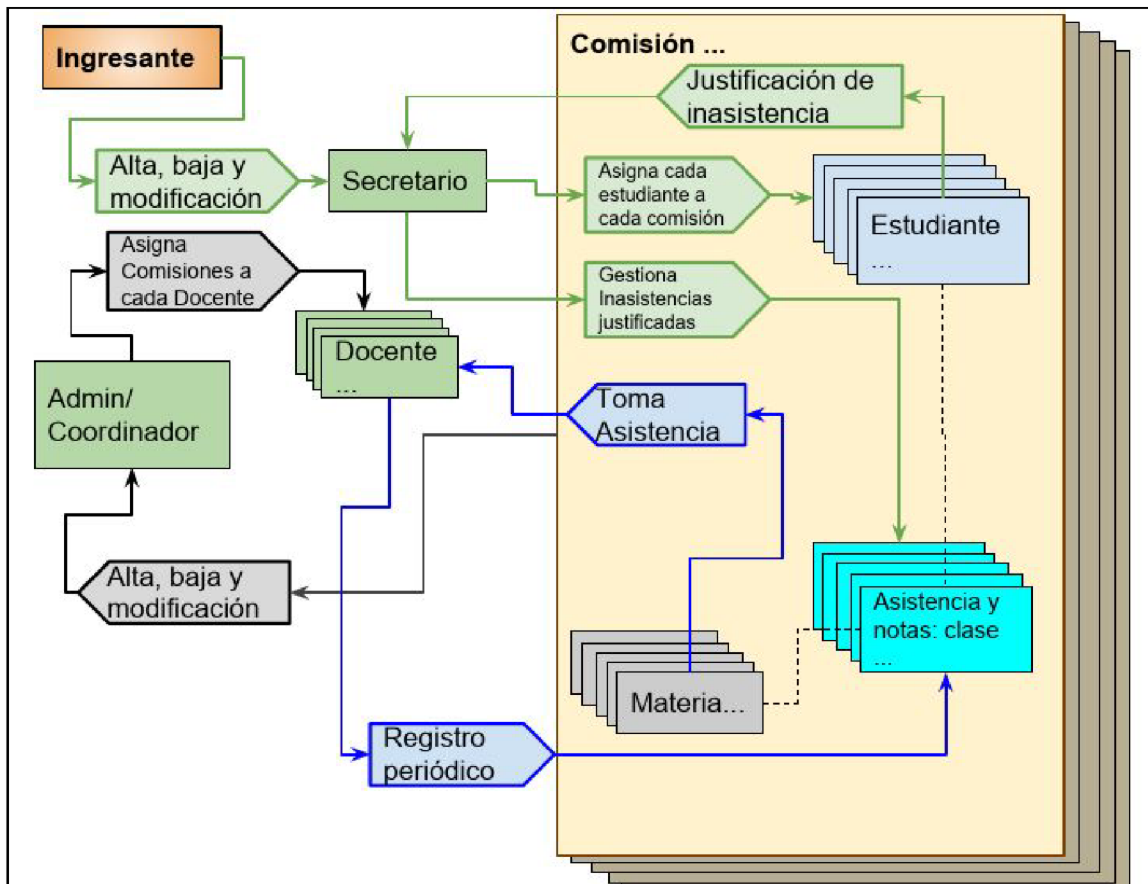 Ingresante
Comisión ...
Justificación de
inasistencia
Alta, baja y
modificación
Secretario
Asigna cada
estudiante a
cada comisión
Estudiante
...
Asigna
Comisiones a
cada Docente
Gestiona
Inasistencias
justificadas
Docente
...
Admin/
Coordinador
Toma
Asistencia
Alta, baja y
modificación
Asistencia y
notas: clase
...
Materia...
Registro
periódico